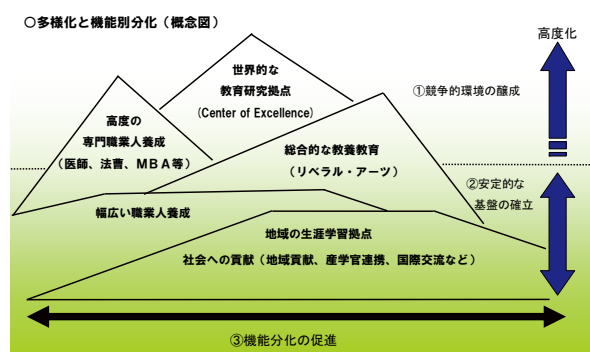 ○多様化と機能別分化（概念図）
高度化
世界的な
教育研究拠点
(Center of Excellence)
①競争的環境の醸成
高度の
専門職業人養成
（医師、法曹、ＭＢＡ等）
総合的な教養教育
（リベラル・アーツ）
②安定的な
基盤の確立
幅広い職業人養成
地域の生涯学習拠点
社会への貢献（地域貢献、産学官連携、国際交流など）
③機能分化の促進